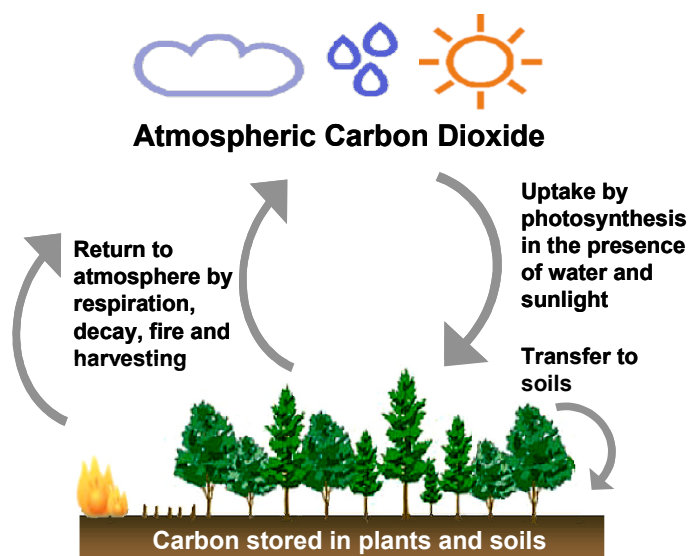 Atmospheric Carbon Dioxide
Uptake by
photosynthesis
in the presence
of water and
sunlight
Return to
atmosphere by
respiration,
decay, fire and
harvesting
Transfer to
soils
Carbon stored in plants and soils